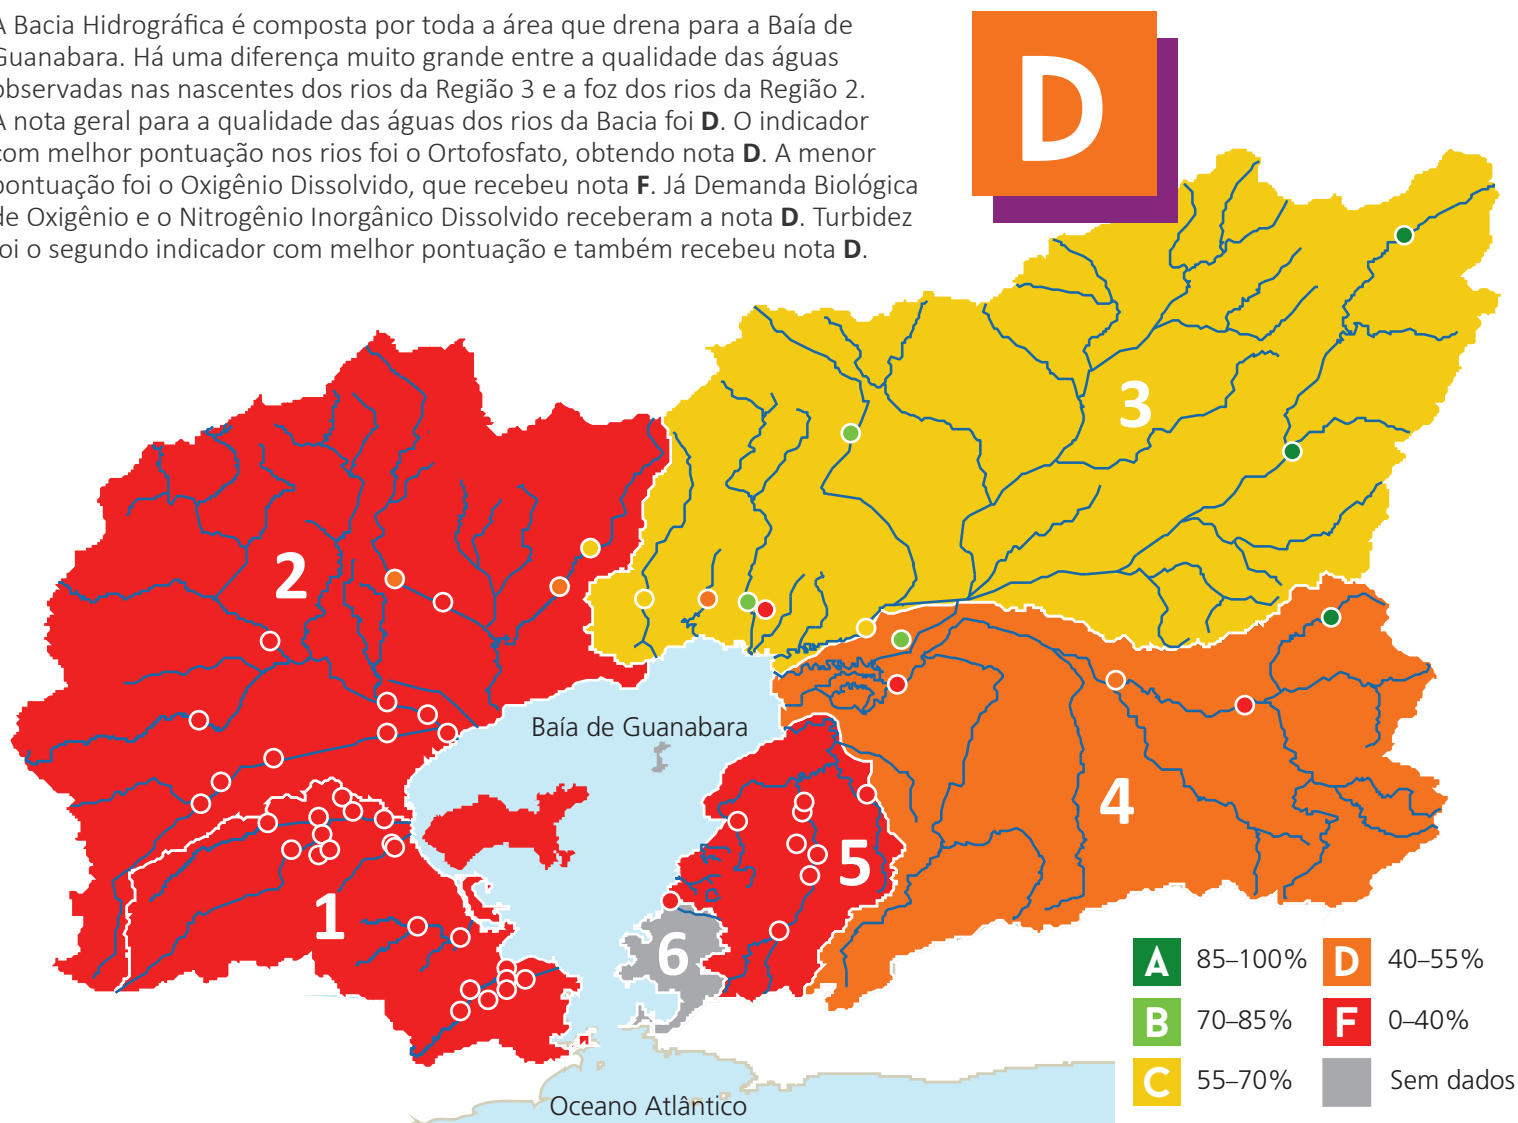 A Bacia Hidrográfica é composta por toda a área que drena para a Baía de
Guanabara. Há uma diferença muito grande entre a qualidade das águas
observadas nas nascentes dos rios da Região 3 e a foz dos rios da Região 2.
A nota geral para a qualidade das águas dos rios da Bacia foi D. O indicador
com melhor pontuação nos rios foi o Ortofosfato, obtendo nota D. A menor
pontuação foi o Oxigênio Dissolvido, que recebeu nota F. Já Demanda Biológica
de Oxigênio e o Nitrogênio Inorgânico Dissolvido receberam a nota D. Turbidez
foi o segundo indicador com melhor pontuação e também recebeu nota D.
D
3
2
Baía de Guanabara
4
5
1
6
A 85–100% D 40–55%
B 70–85% F 0–40%
C 55–70% Sem dados
Oceano Atlântico